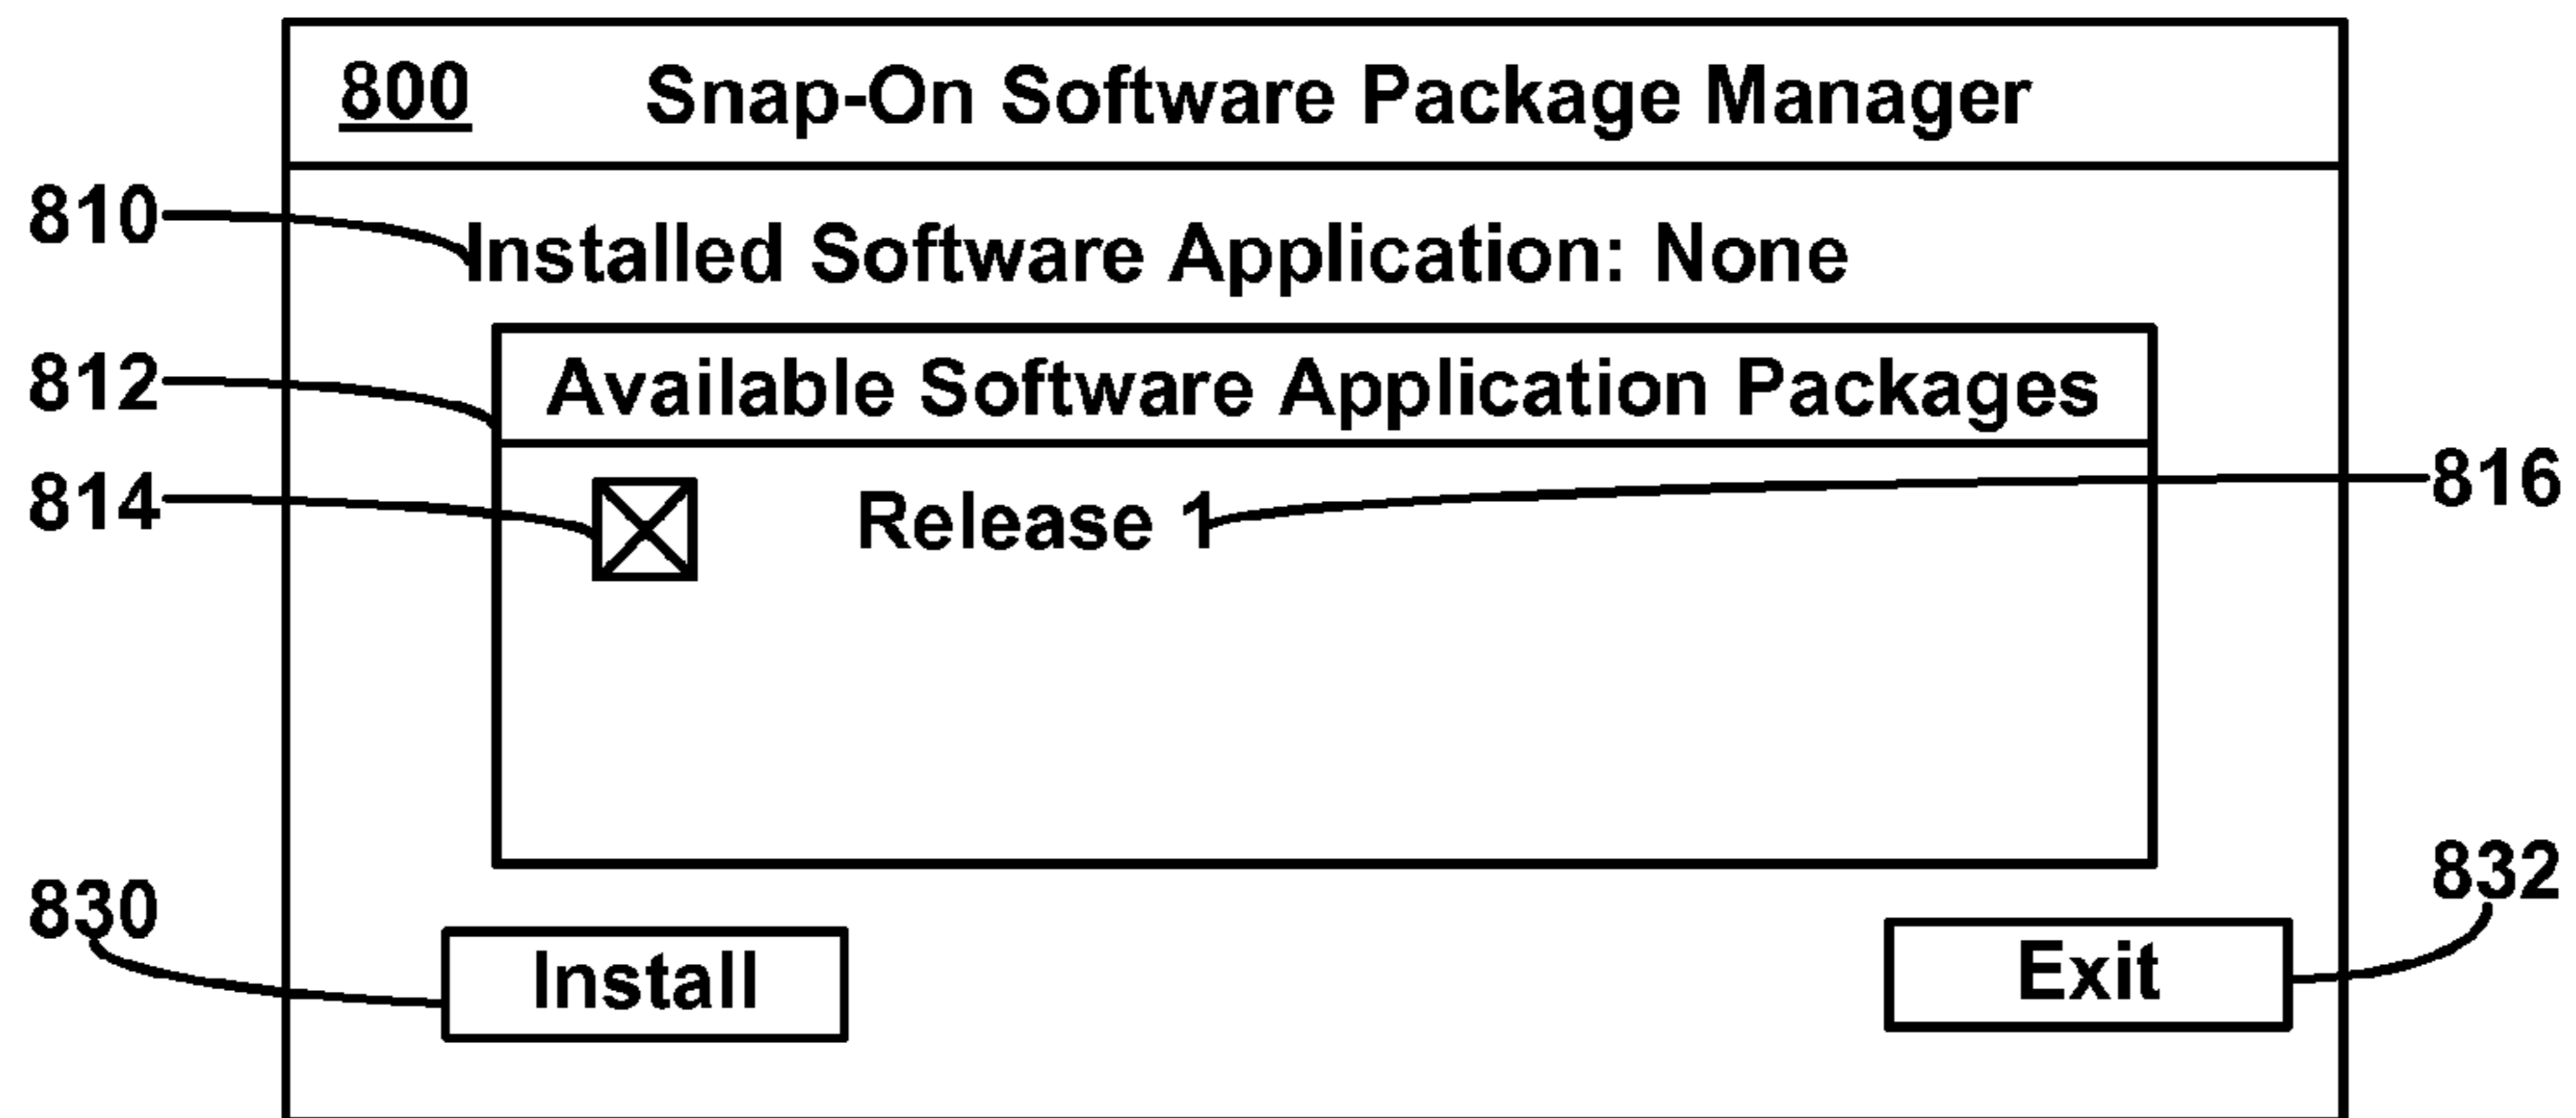 800 Snap-On Software Package Manager
810 Installed Software Application: None
812 Available Software Application Packages
814 Release 1 816
830 Install Exit 832